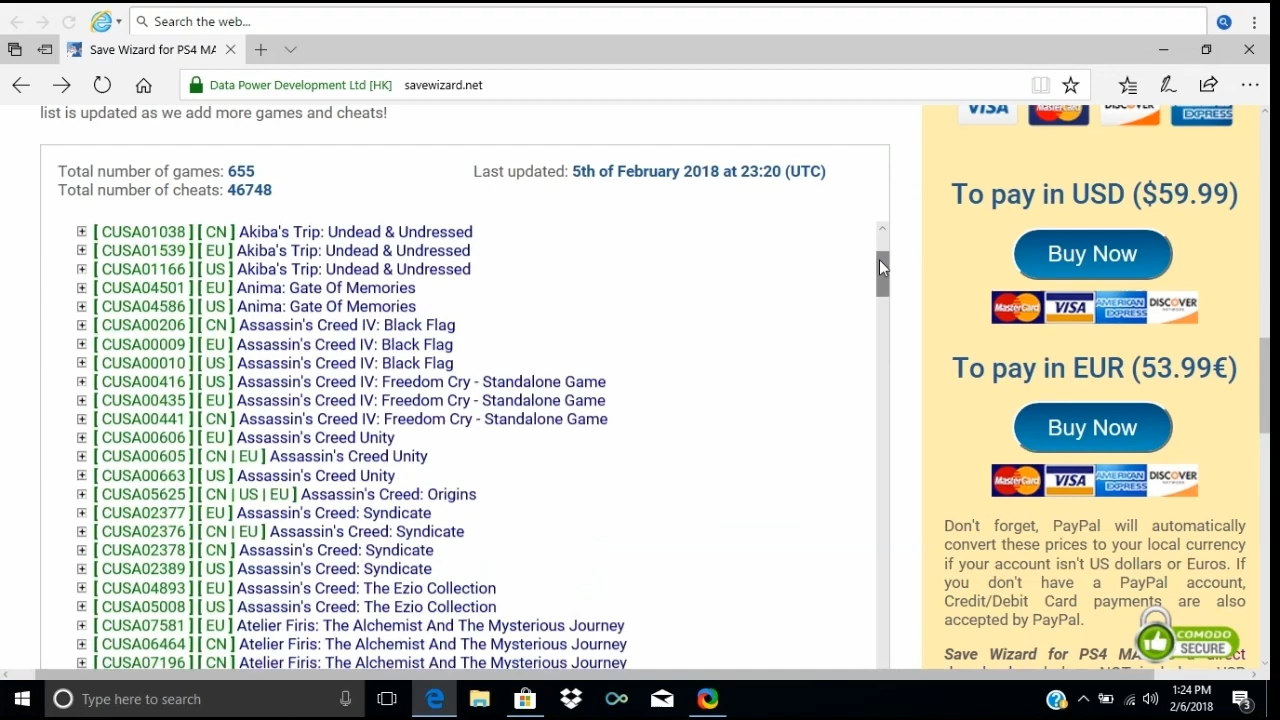 Search the web...
Save Wizard for PS4 MA
Data Power Development Ltd [HK] savewizard.net
list is updated as we add more games and cheats!
Total number of games: 655
Last updated: 5th of February 2018 at 23:20 (UTC)
Total number of cheats: 46748
[ CUSA01038 ][ CN ] Akiba's Trip: Undead & Undressed
[ CUSA01539 ][ EU ] Akiba's Trip: Undead & Undressed
[ CUSA01166 ][ US ] Akiba's Trip: Undead & Undressed
[ CUSA04501 ][ EU ] Anima: Gate Of Memories
[ CUSA04586 ][ US ] Anima: Gate Of Memories
[ CUSA00206 ][ CN ] Assassin's Creed IV: Black Flag
[ CUSA00009 ][ EU ] Assassin's Creed IV: Black Flag
[ CUSA00010 ][ US ] Assassin's Creed IV: Black Flag
[ CUSA00416 ][ US ] Assassin's Creed IV: Freedom Cry - Standalone Game
[ CUSA00435 ][ EU ] Assassin's Creed IV: Freedom Cry - Standalone Game
[ CUSA00441 ][ CN ] Assassin's Creed IV: Freedom Cry - Standalone Game
[ CUSA00606 ][ EU ] Assassin's Creed Unity
[ CUSA00605 ][ CN | EU ] Assassin's Creed Unity
[ CUSA00663 ][ US ] Assassin's Creed Unity
[ CUSA05625 ][ CN | US | EU ] Assassin's Creed: Origins
[ CUSA02377 ][ EU ] Assassin's Creed: Syndicate
[ CUSA02376 ][ CN | EU ] Assassin's Creed: Syndicate
[ CUSA02378 ][ CN ] Assassin's Creed: Syndicate
[ CUSA02389 ][ US ] Assassin's Creed: Syndicate
[ CUSA04893 ][ EU ] Assassin's Creed: The Ezio Collection
[ CUSA05008 ][ US ] Assassin's Creed: The Ezio Collection
[ CUSA07581 ][ EU ] Atelier Firis: The Alchemist And The Mysterious Journey
[ CUSA06464 ][ CN ] Atelier Firis: The Alchemist And The Mysterious Journey
[ CUSA07196 ][ CN ] Atelier Firis: The Alchemist And The Mysterious Journey
VISA MasterCard DISCOVER EXPRESS
To pay in USD ($59.99)
Buy Now
MasterCard VISA AMERICAN EXPRESS DISCOVER
To pay in EUR (53.99€)
Buy Now
MasterCard VISA AMERICAN EXPRESS DISCOVER
Don't forget, PayPal will automatically
convert these prices to your local currency
if your account isn't US dollars or Euros. If
you don't have a PayPal account,
Credit/Debit Card payments are also
accepted by PayPal.
COMODO
SECURE
Save Wizard for PS4 MA
Type here to search
1:24 PM
2/6/2018
3